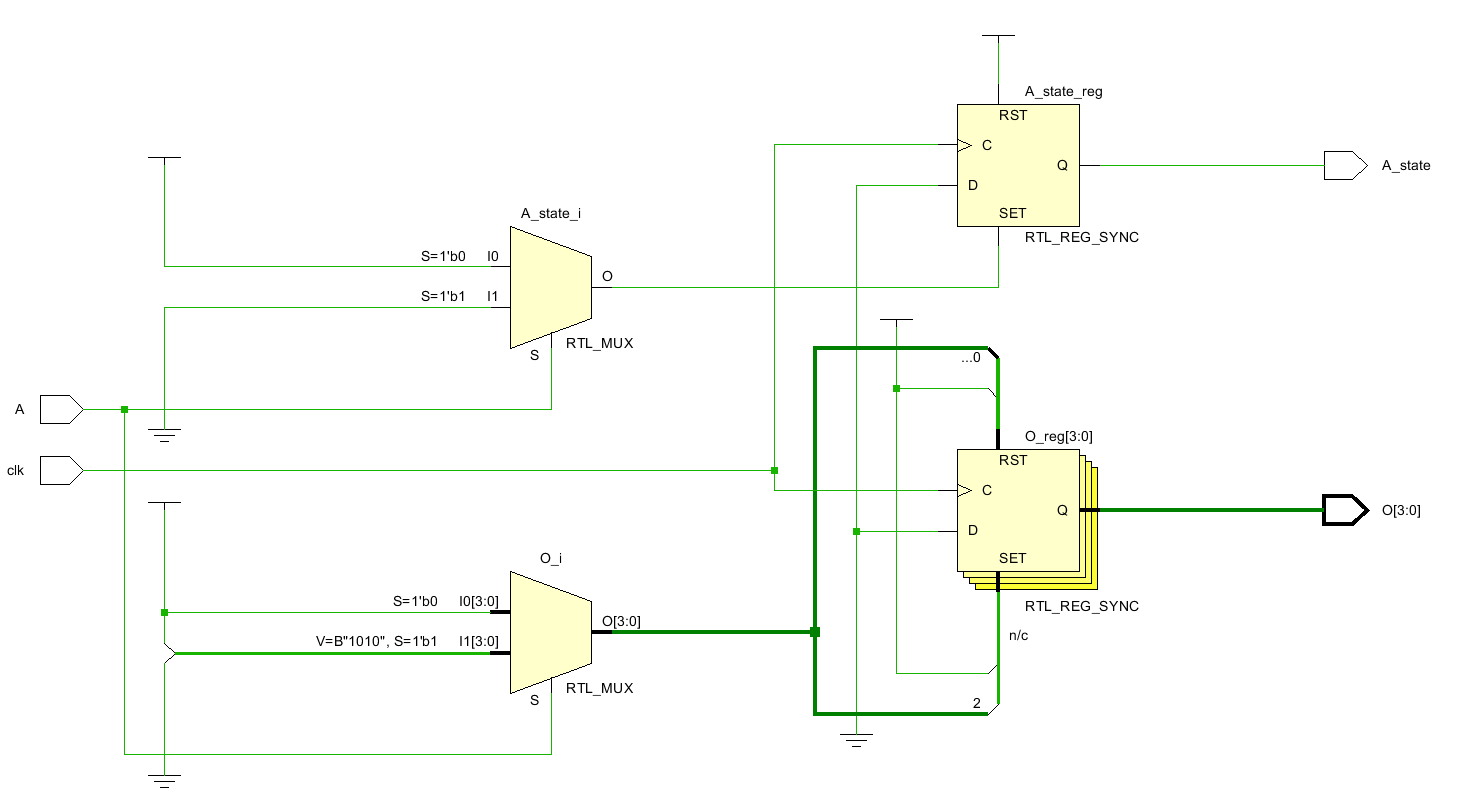 A_state_reg
RST
C
Q
A_state
D
SET
RTL_REG_SYNC
A_state_i
S=1'b0 I0
O
S=1'b1 I1
RTL_MUX
S
...0
A
O_reg[3:0]
RST
clk
C
Q
O[3:0]
D
SET
O_i
S=1'b0 I0[3:0]
RTL_REG_SYNC
O[3:0]
n/c
V=B"1010", S=1'b1 I1[3:0]
RTL_MUX
S
2